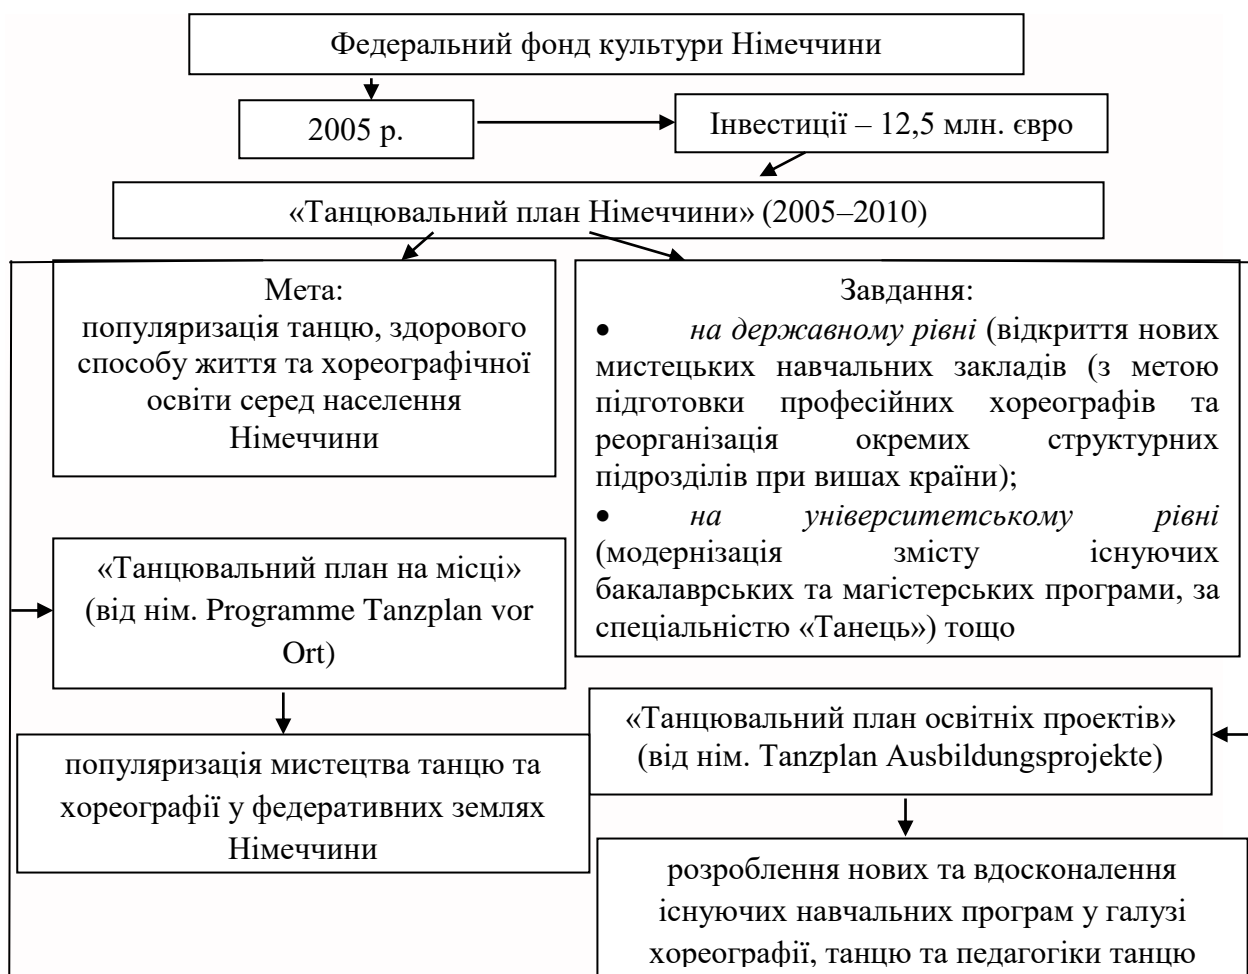 Федеральний фонд культури Німеччини
2005 р.
Інвестиції – 12,5 млн. євро
«Танцювальний план Німеччини» (2005–2010)
Мета:
популяризація танцю, здорового
способу життя та хореографічної
освіти серед населення
Німеччини
Завдання:
• на державному рівні (відкриття нових
мистецьких навчальних закладів (з метою
підготовки професійних хореографів та
реорганізація окремих структурних
підрозділів при вишах країни);
• на університетському рівні
(модернізація змісту існуючих
бакалаврських та магістерських програми, за
спеціальністю «Танець») тощо
«Танцювальний план на місці»
(від нім. Programme Tanzplan vor
Ort)
популяризація мистецтва танцю та
хореографії у федеративних землях
Німеччини
«Танцювальний план освітніх проектів»
(від нім. Tanzplan Ausbildungsprojekte)
розроблення нових та вдосконалення
існуючих навчальних програм у галузі
хореографії, танцю та педагогіки танцю